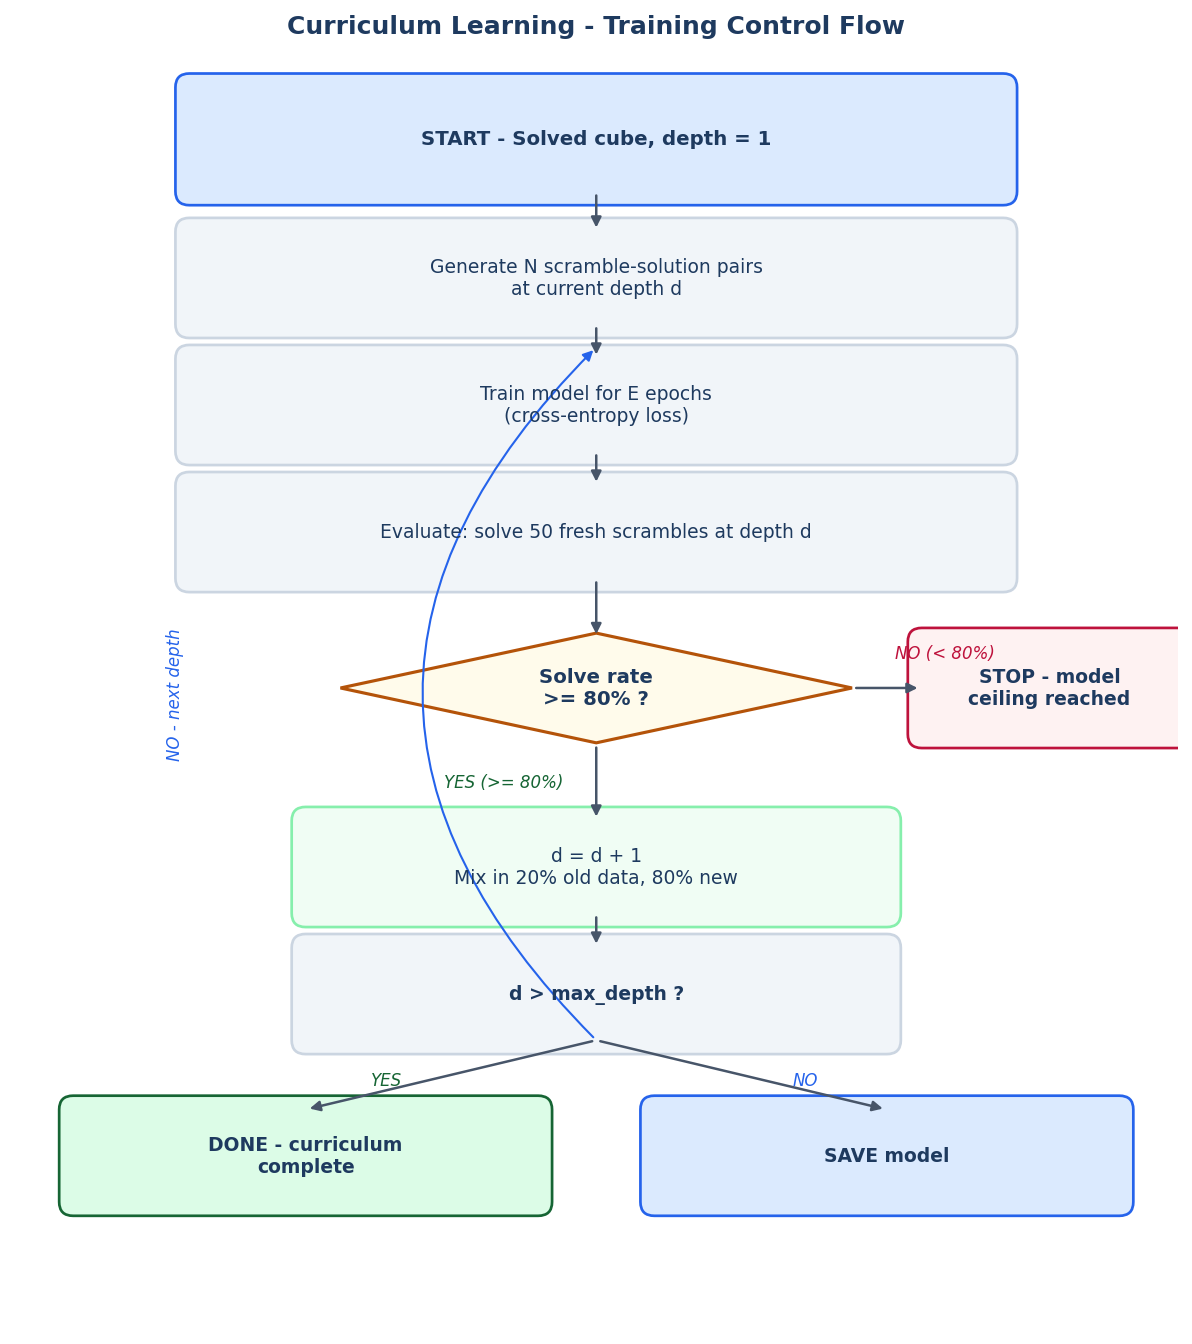 Curriculum Learning - Training Control Flow
START - Solved cube, depth = 1
Generate N scramble-solution pairs
at current depth d
Train model for E epochs
(cross-entropy loss)
Evaluate: solve 50 fresh scrambles at depth d
NO - next depth
Solve rate
>= 80% ?
NO (< 80%)
STOP - model
ceiling reached
YES (>= 80%)
d = d + 1
Mix in 20% old data, 80% new
d > max_depth ?
YES
NO
DONE - curriculum
complete
SAVE model